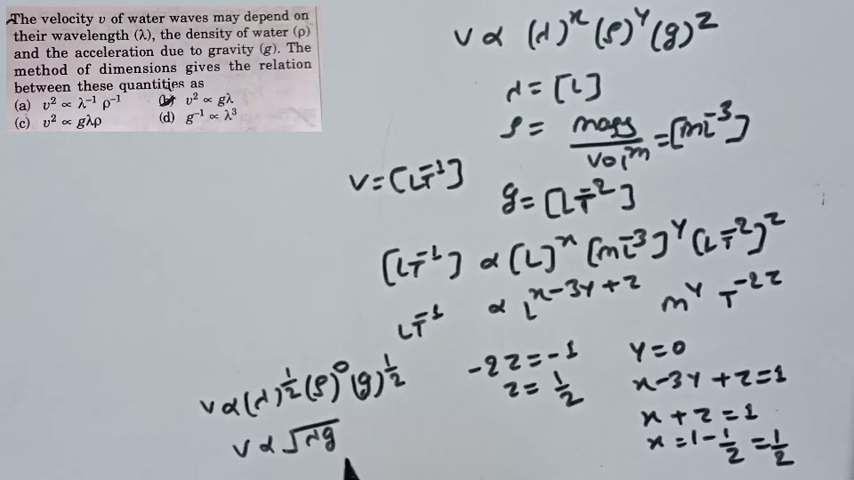 The velocity υ of water waves may depend on
their wavelength (λ), the density of water (ρ)
and the acceleration due to gravity (g). The
method of dimensions gives the relation
between these quantities as
(a) υ² ∝ λ⁻¹ ρ⁻¹ (b) υ² ∝ gλ
(c) υ² ∝ gλρ (d) g⁻¹ ∝ λ³
V ∝ (λ)^x (ρ)^y (g)^z
λ = [L]
ρ = mass / volm = [ML⁻³]
V = [LT⁻¹]
g = [LT⁻²]
[LT⁻¹] ∝ [L]^x [ML⁻³]^y [LT⁻²]^z
LT⁻¹ ∝ L^x-3y+z M^y T^-2z
-2z = -1
z = 1/2
y = 0
x - 3y + z = 1
x + z = 1
x = 1 - 1/2 = 1/2
V ∝ (λ)^1/2 (ρ)^0 (g)^1/2
V ∝ √λg